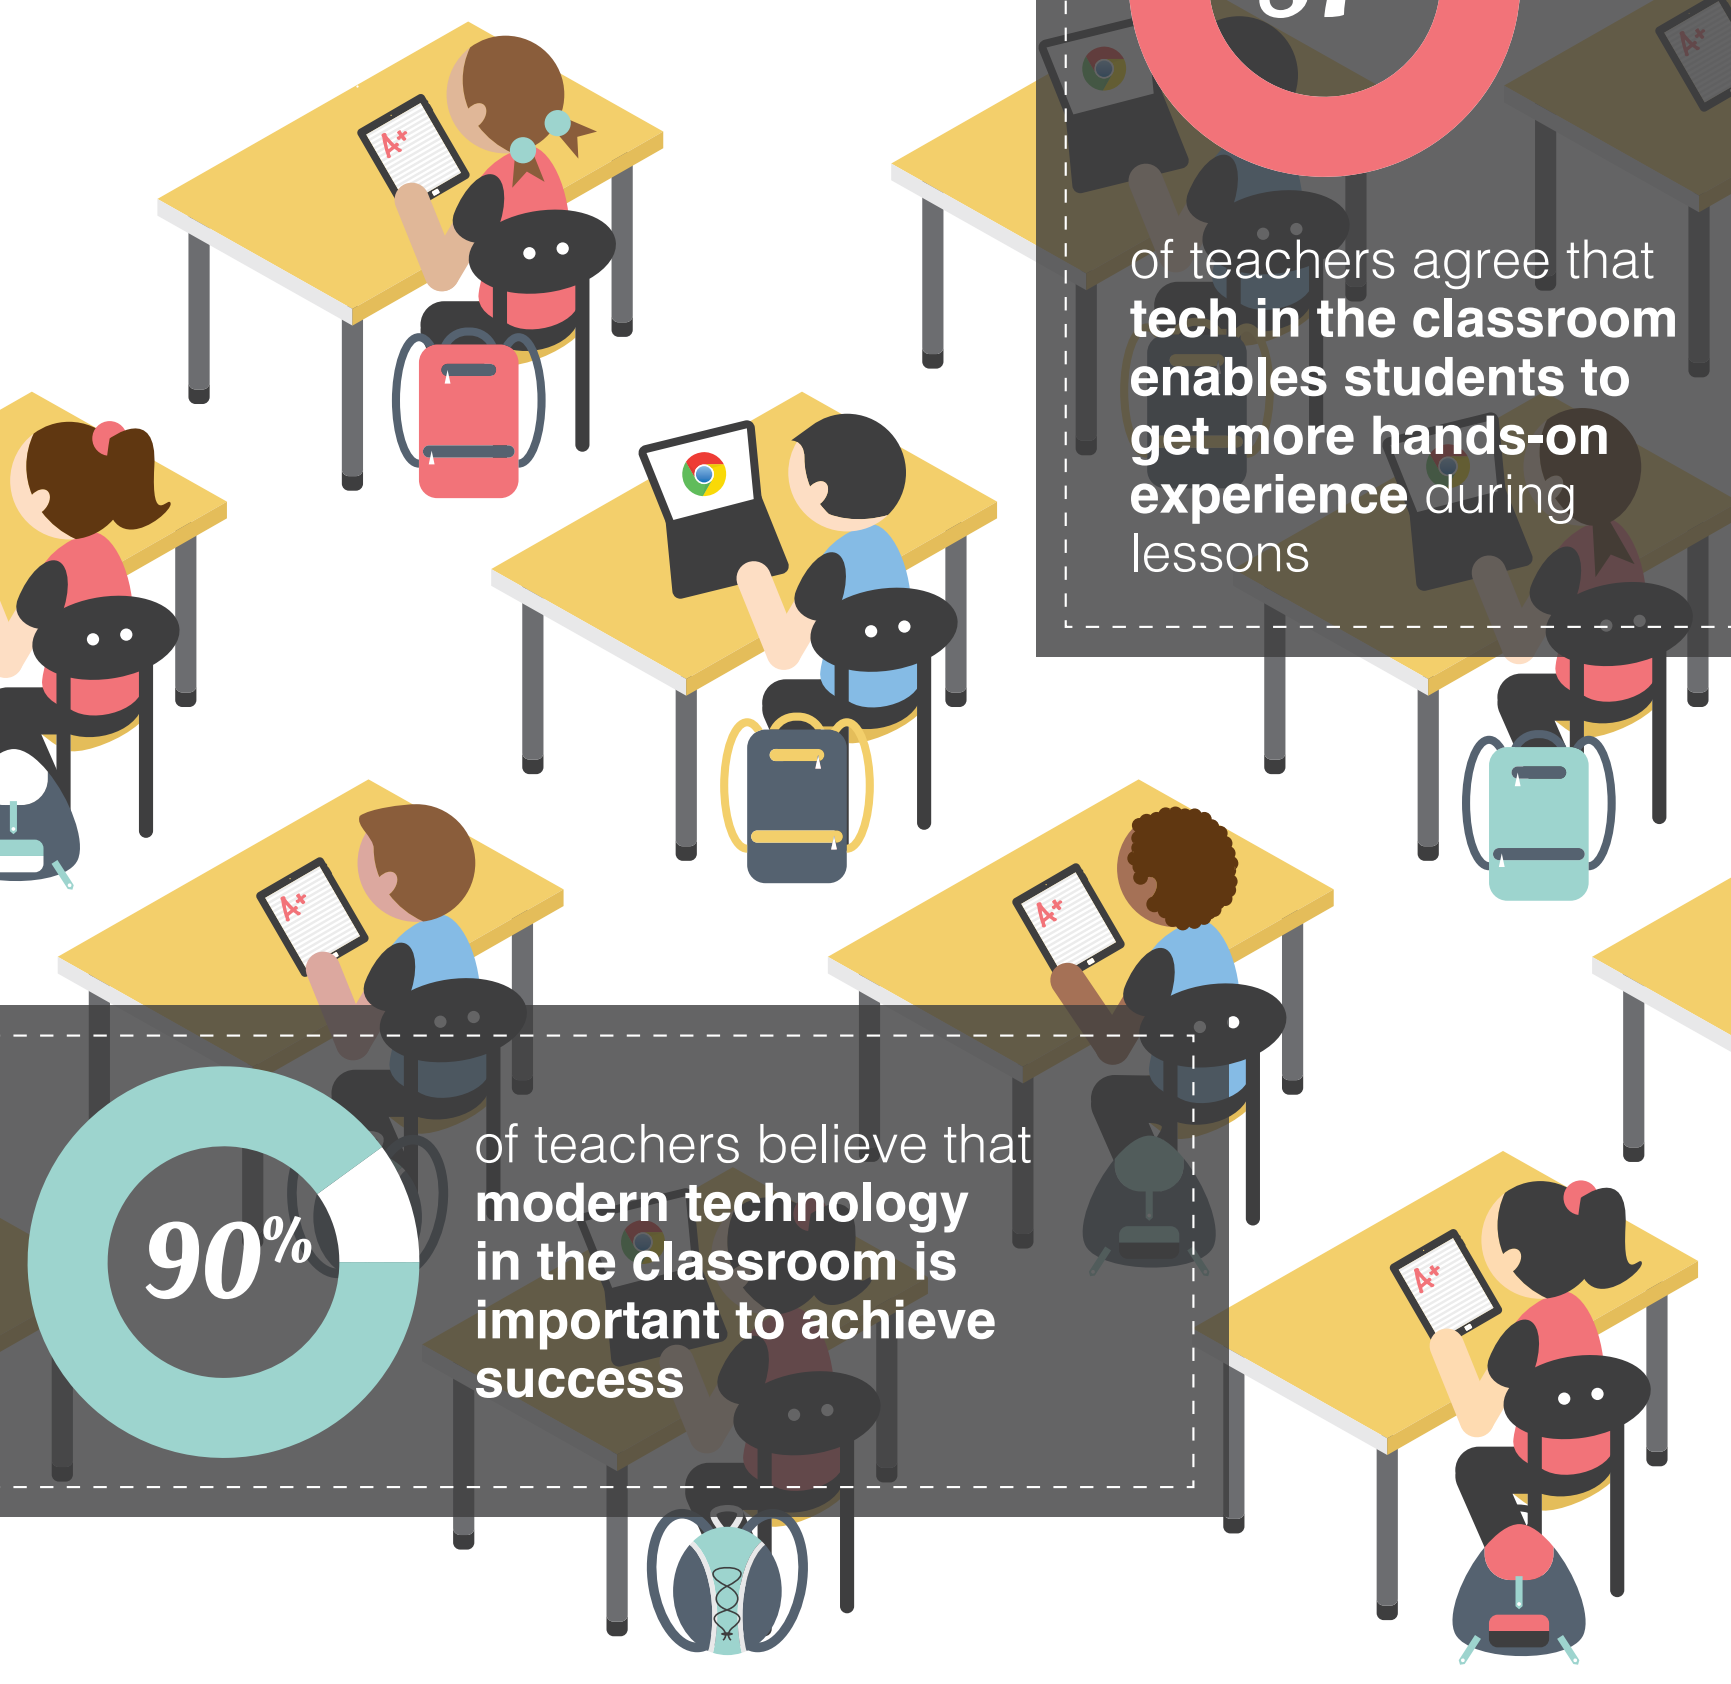 A+
A+
of teachers agree that
tech in the classroom
enables students to
get more hands-on
experience during
lessons
A+
A+
of teachers believe that
modern technology
in the classroom is
important to achieve
success
90%
A+